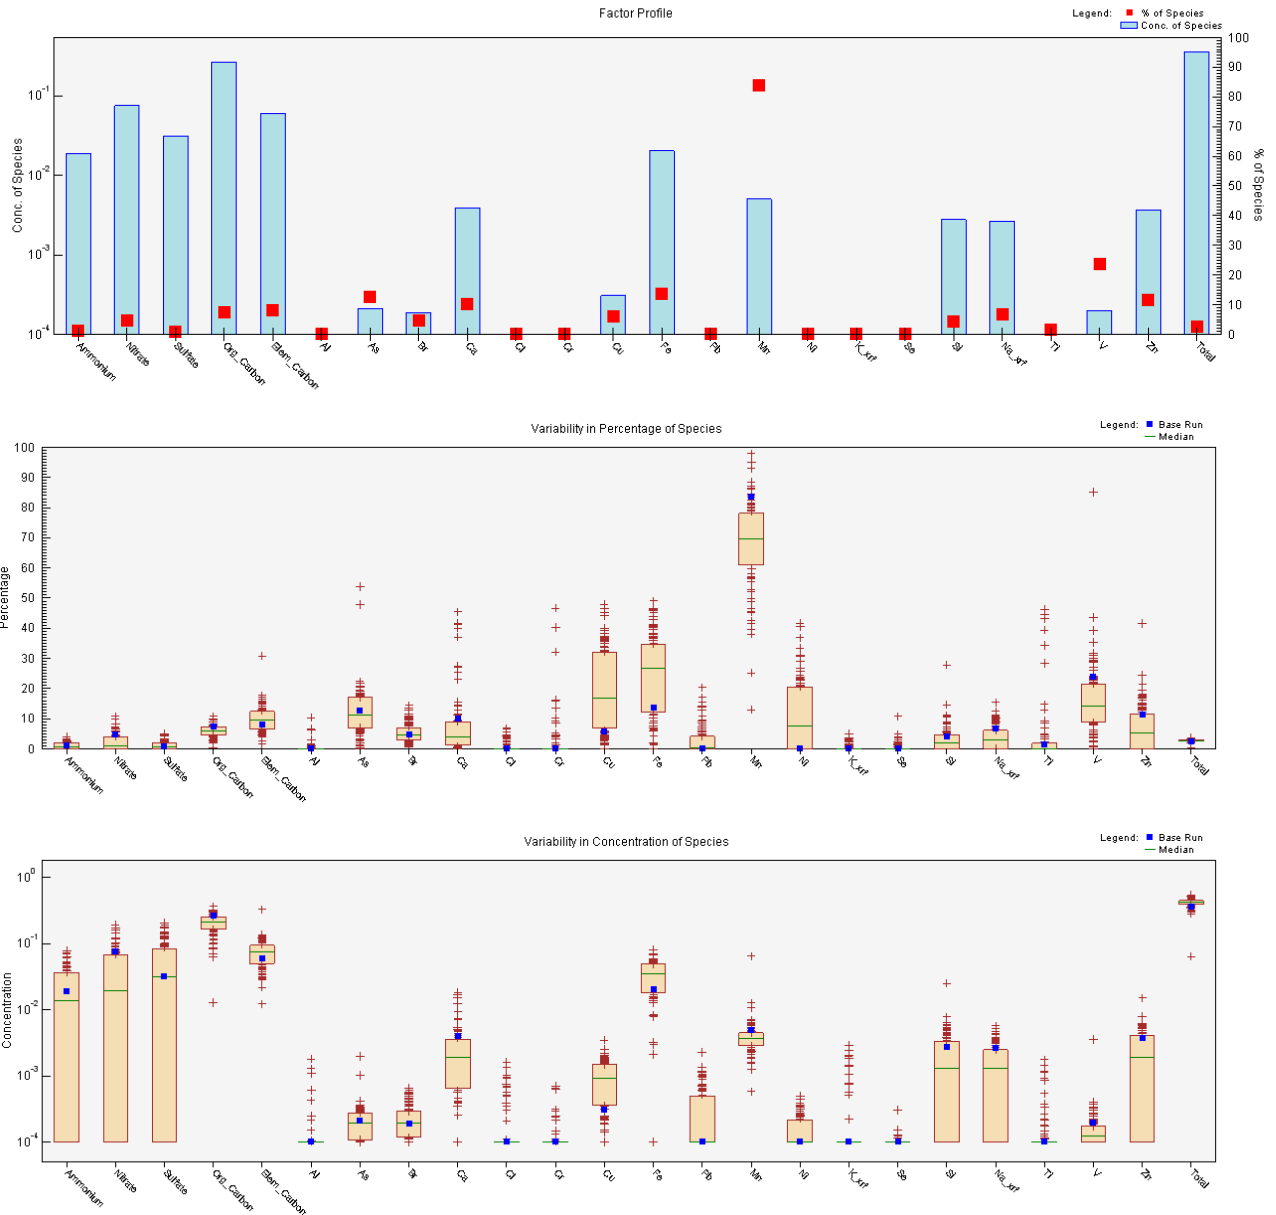 Factor Profile
Legend: % of Species
Conc. of Species
Conc. of Species
10^-1
10^-2
10^-3
10^-4
100
90
80
70
60
50
40
30
20
10
0
% of Species
Ammonium
Nitrate
Sulfate
Org_Carbon
Elem_Carbon
Al
As
Br
Ca
Cl
Cr
Cu
Fe
Pb
Mn
Ni
K_xrf
Se
Si
Na_xrf
Ti
V
Zn
Total
Variability in Percentage of Species
Legend: Base Run
Median
Percentage
100
90
80
70
60
50
40
30
20
10
0
Ammonium
Nitrate
Sulfate
Org_Carbon
Elem_Carbon
Al
As
Br
Ca
Cl
Cr
Cu
Fe
Pb
Mn
Ni
K_xrf
Se
Si
Na_xrf
Ti
V
Zn
Total
Variability in Concentration of Species
Legend: Base Run
Median
Concentration
10^0
10^-1
10^-2
10^-3
10^-4
Ammonium
Nitrate
Sulfate
Org_Carbon
Elem_Carbon
Al
As
Br
Ca
Cl
Cr
Cu
Fe
Pb
Mn
Ni
K_xrf
Se
Si
Na_xrf
Ti
V
Zn
Total